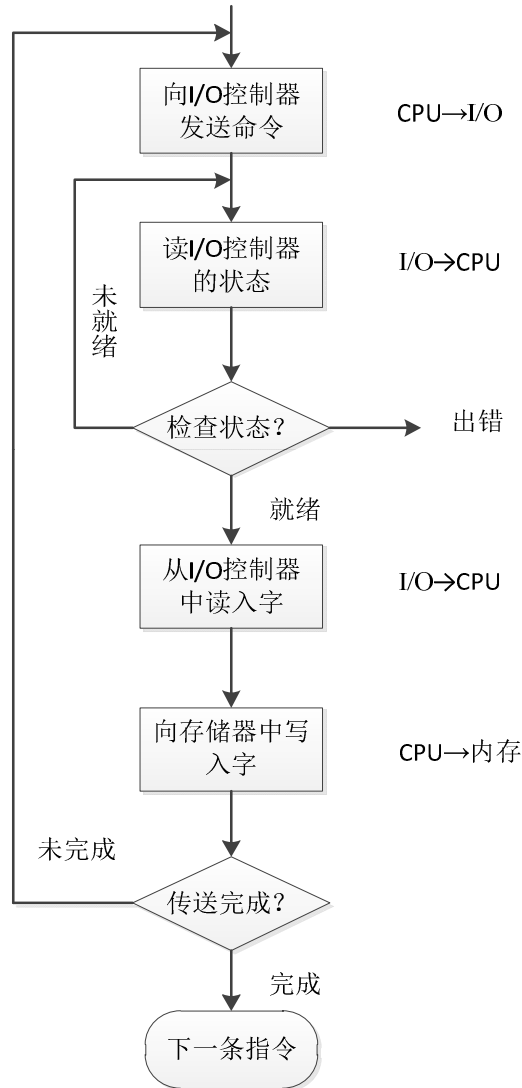 向I/O控制器
发送命令
CPU→I/O
读I/O控制器
的状态
I/O→CPU
未
就
绪
检查状态？
出错
就绪
从I/O控制器
中读入字
I/O→CPU
向存储器中写
入字
CPU→内存
未完成
传送完成？
完成
下一条指令